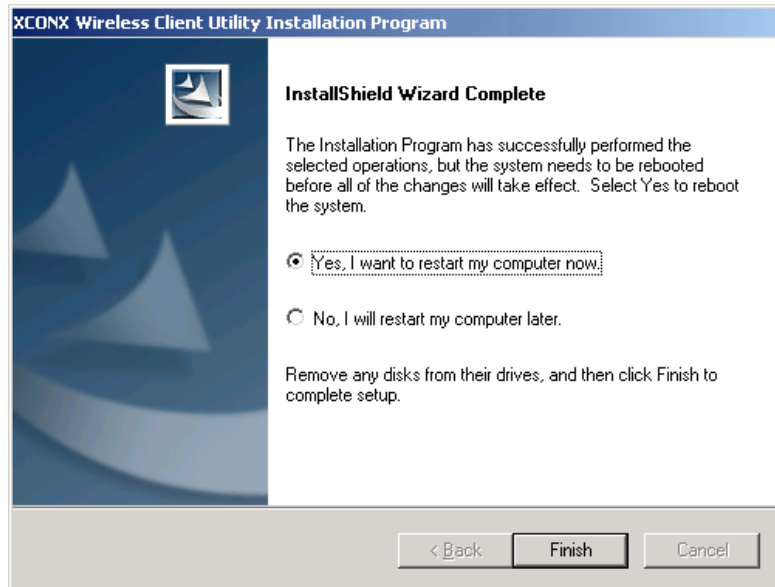 XCONX Wireless Client Utility Installation Program
InstallShield Wizard Complete
The Installation Program has successfully performed the
selected operations, but the system needs to be rebooted
before all of the changes will take effect.  Select Yes to reboot
the system.
Yes, I want to restart my computer now.
No, I will restart my computer later.
Remove any disks from their drives, and then click Finish to
complete setup.
< Back Finish Cancel